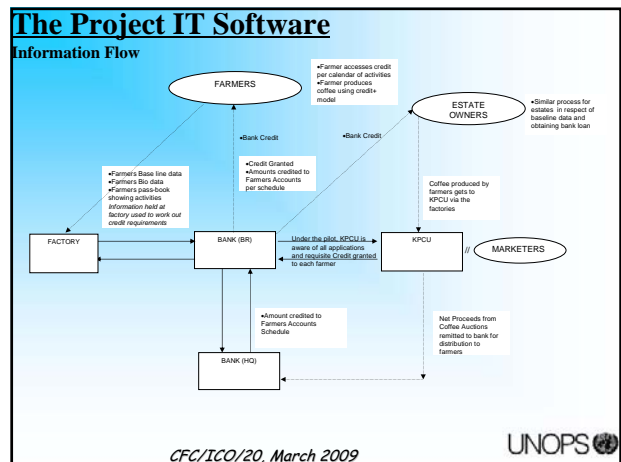 The Project IT Software
Information Flow
FARMERS
•Farmer accesses credit
per calendar of activities
•Farmer produces
coffee using credit+
model
ESTATE
OWNERS
•Similar process for
estates in respect of
baseline data and
obtaining bank loan
•Bank Credit
•Bank Credit
•Farmers Base line data
•Farmers Bio data
•Farmers pass-book
showing activities
Information held at
factory used to work out
credit requirements
•Credit Granted
•Amounts credited to
Farmers Accounts
per schedule
Coffee produced by
farmers gets to
KPCU via the
factories
FACTORY
BANK (BR)
Under the pilot, KPCU is
aware of all applications
and requisite Credit granted
to each farmer
KPCU
//
MARKETERS
•Amount credited to
Farmers Accounts
Schedule
Net Proceeds from
Coffee Auctions
remitted to bank for
distribution to
farmers
BANK (HQ)
CFC/ICO/20, March 2009
UNOPS